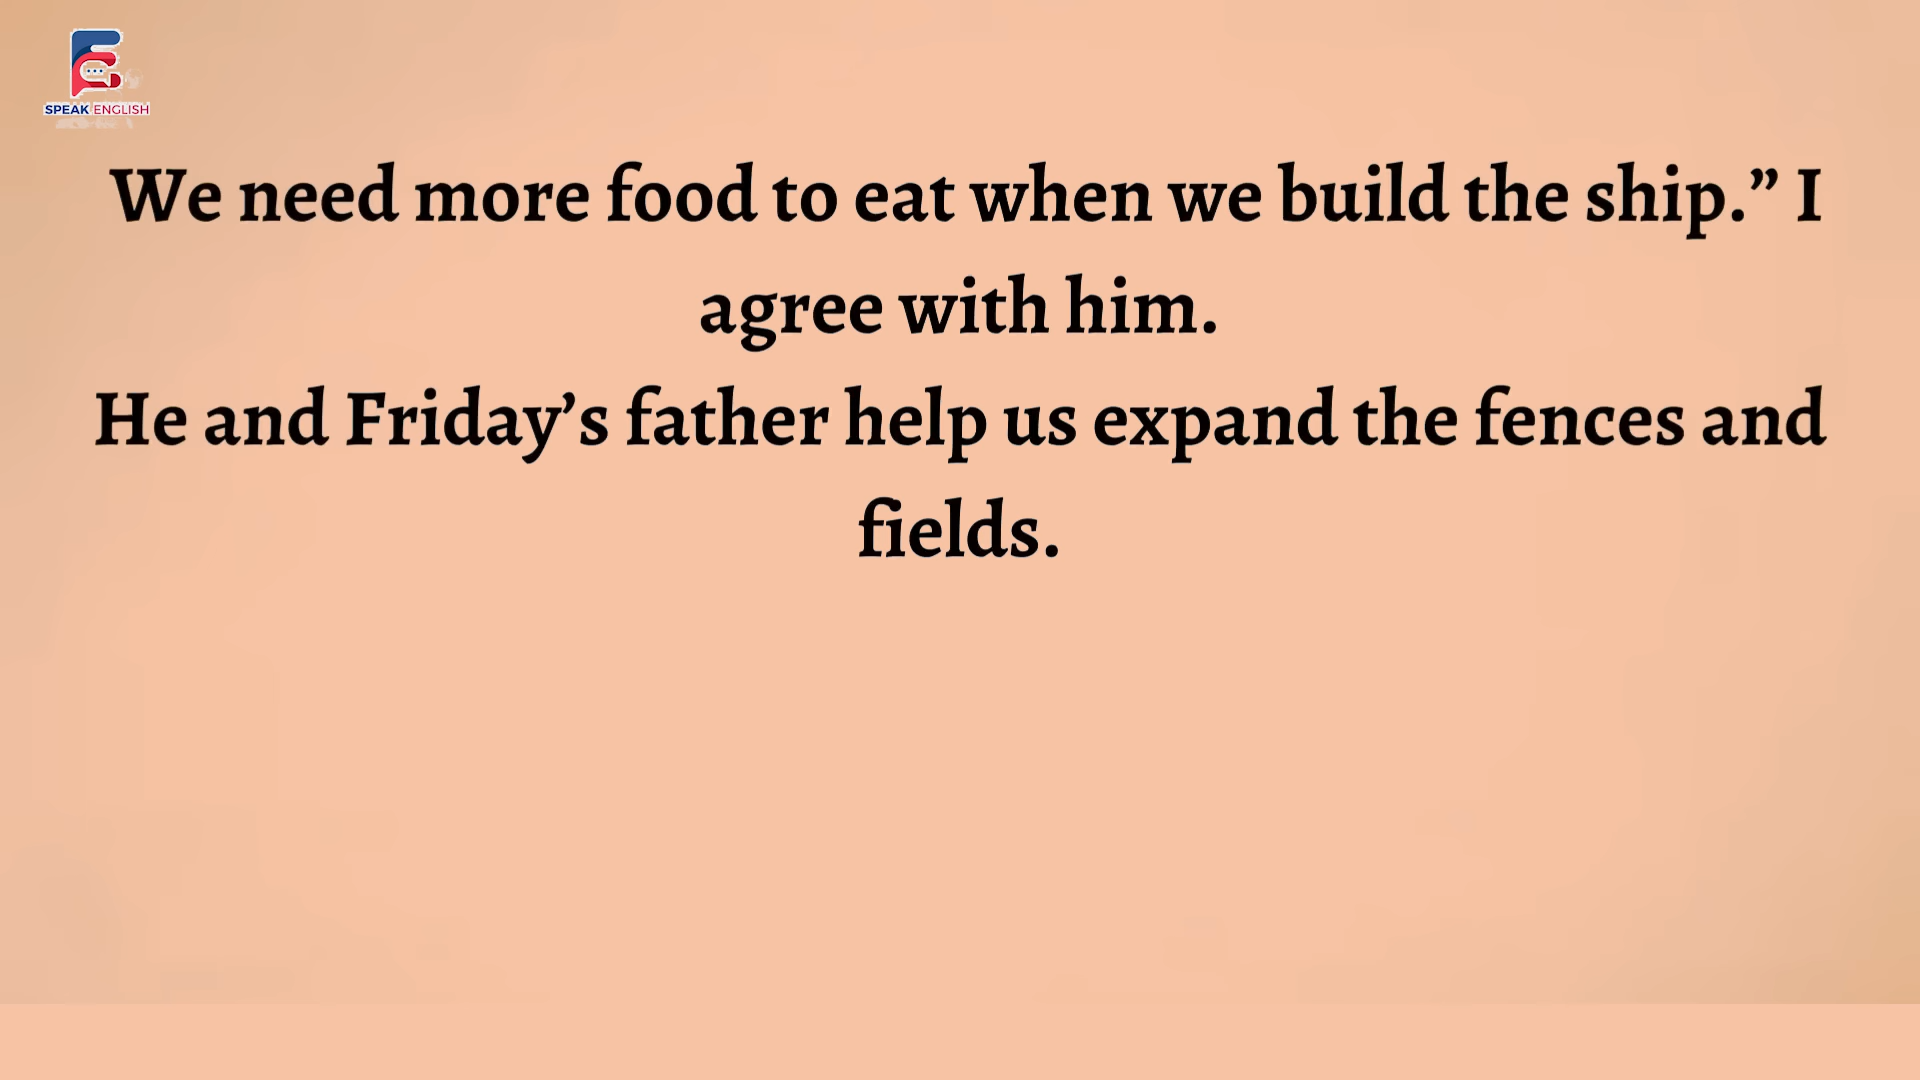 SPEAK ENGLISH
We need more food to eat when we build the ship.” I
agree with him.
He and Friday’s father help us expand the fences and
fields.